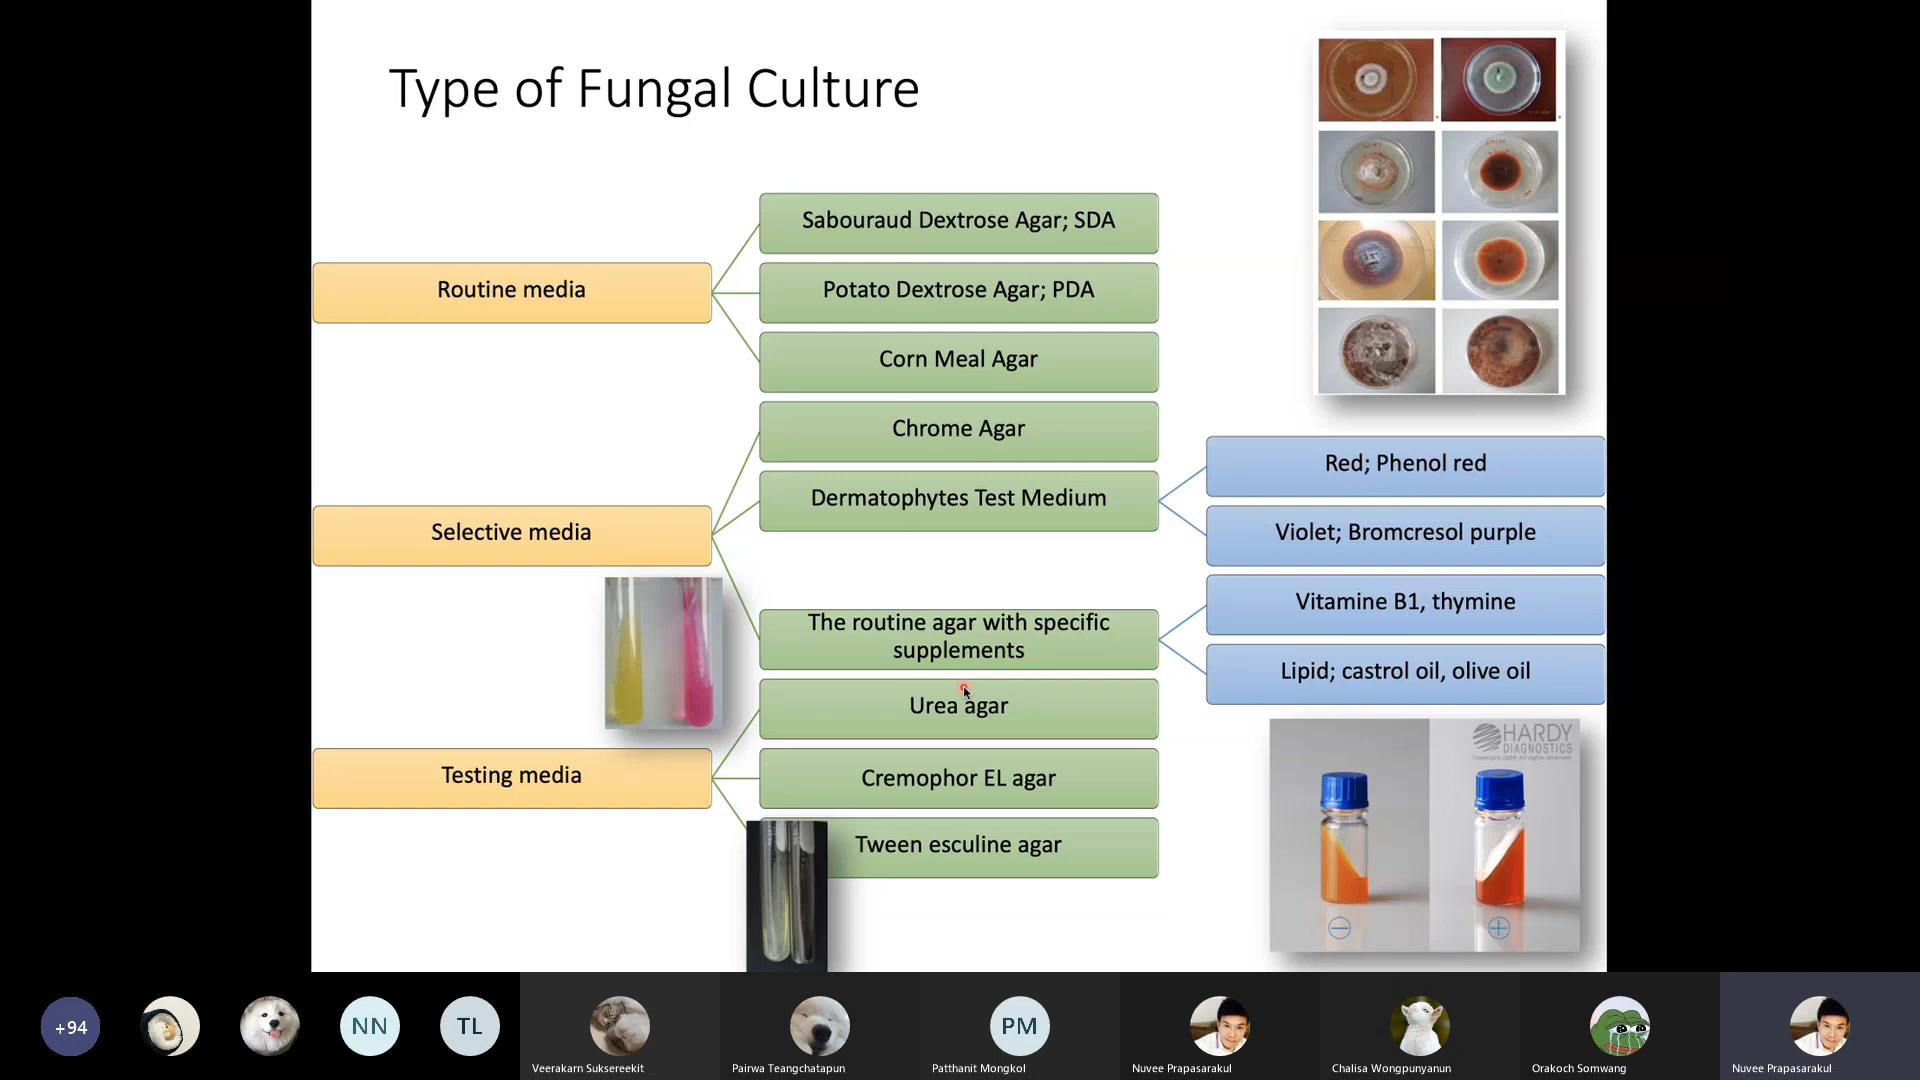 Type of Fungal Culture
Routine media
Sabouraud Dextrose Agar; SDA
Potato Dextrose Agar; PDA
Corn Meal Agar
Selective media
Chrome Agar
Dermatophytes Test Medium
Red; Phenol red
Violet; Bromcresol purple
The routine agar with specific
supplements
Vitamine B1, thymine
Lipid; castrol oil, olive oil
Testing media
Urea agar
Cremophor EL agar
Tween esculine agar
HARDY
DIAGNOSTICS
+94
NN
TL
PM
Veerakarn Suksereekit
Pairwa Teangchatapun
Patthanit Mongkol
Nuvee Prapasarakul
Chalisa Wongpunyanun
Orakoch Somwang
Nuvee Prapasarakul